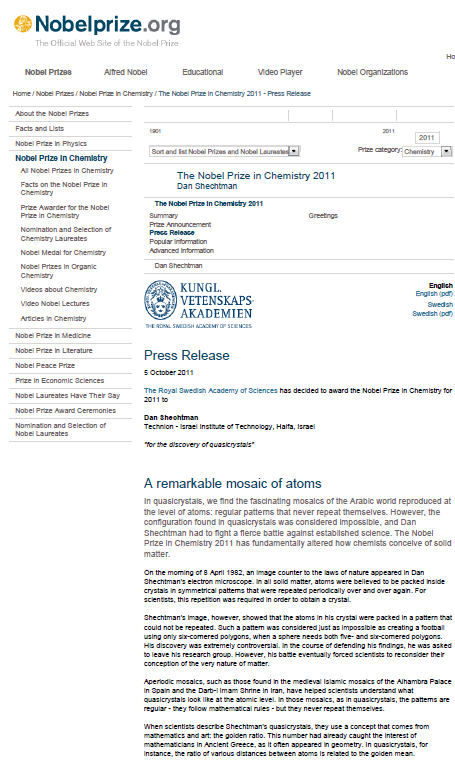 Nobelprize.org
The Official Web Site of the Nobel Prize
Ho
Nobel Prizes Alfred Nobel Educational Video Player Nobel Organizations
Home / Nobel Prizes / Nobel Prize in Chemistry / The Nobel Prize in Chemistry 2011 - Press Release
About the Nobel Prizes
Facts and Lists
Nobel Prize in Physics
Nobel Prize in Chemistry
All Nobel Prizes in Chemistry
Facts on the Nobel Prize in
Chemistry
Prize Awarder for the Nobel
Prize in Chemistry
Nomination and Selection of
Chemistry Laureates
Nobel Medal for Chemistry
Nobel Prizes in Organic
Chemistry
Videos about Chemistry
Video Nobel Lectures
Articles in Chemistry
Nobel Prize in Medicine
Nobel Prize in Literature
Nobel Peace Prize
Prize in Economic Sciences
Nobel Laureates Have Their Say
Nobel Prize Award Ceremonies
Nomination and Selection of
Nobel Laureates
1901 2011
2011
Sort and list Nobel Prizes and Nobel Laureates Prize category: Chemistry
The Nobel Prize in Chemistry 2011
Dan Shechtman
The Nobel Prize in Chemistry 2011
Summary Greetings
Prize Announcement
Press Release
Popular Information
Advanced Information
Dan Shechtman
KUNGL.
VETENSKAPS-
AKADEMIEN
THE ROYAL SWEDISH ACADEMY OF SCIENCES
English
English (pdf)
Swedish
Swedish (pdf)
Press Release
5 October 2011
The Royal Swedish Academy of Sciences has decided to award the Nobel Prize in Chemistry for
2011 to
Dan Shechtman
Technion - Israel Institute of Technology, Haifa, Israel
"for the discovery of quasicrystals"
A remarkable mosaic of atoms
In quasicrystals, we find the fascinating mosaics of the Arabic world reproduced at
the level of atoms: regular patterns that never repeat themselves. However, the
configuration found in quasicrystals was considered impossible, and Dan
Shechtman had to fight a fierce battle against established science. The Nobel
Prize in Chemistry 2011 has fundamentally altered how chemists conceive of solid
matter.
On the morning of 8 April 1982, an image counter to the laws of nature appeared in Dan
Shechtman's electron microscope. In all solid matter, atoms were believed to be packed inside
crystals in symmetrical patterns that were repeated periodically over and over again. For
scientists, this repetition was required in order to obtain a crystal.
Shechtman's image, however, showed that the atoms in his crystal were packed in a pattern that
could not be repeated. Such a pattern was considered just as impossible as creating a football
using only six-cornered polygons, when a sphere needs both five- and six-cornered polygons.
His discovery was extremely controversial. In the course of defending his findings, he was asked
to leave his research group. However, his battle eventually forced scientists to reconsider their
conception of the very nature of matter.
Aperiodic mosaics, such as those found in the medieval Islamic mosaics of the Alhambra Palace
in Spain and the Darb-i Imam Shrine in Iran, have helped scientists understand what
quasicrystals look like at the atomic level. In those mosaics, as in quasicrystals, the patterns are
regular - they follow mathematical rules - but they never repeat themselves.
When scientists describe Shechtman's quasicrystals, they use a concept that comes from
mathematics and art: the golden ratio. This number had already caught the interest of
mathematicians in Ancient Greece, as it often appeared in geometry. In quasicrystals, for
instance, the ratio of various distances between atoms is related to the golden mean.